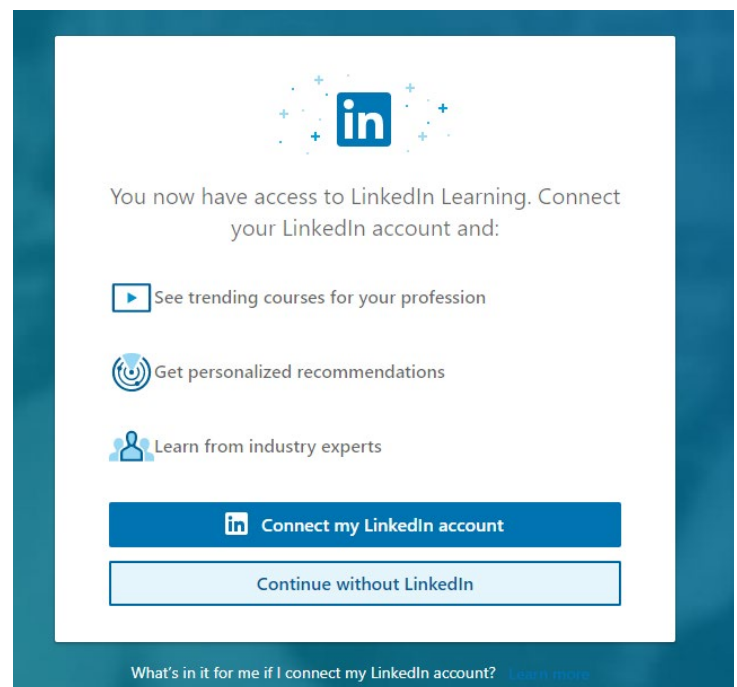 in
You now have access to LinkedIn Learning. Connect
your LinkedIn account and:
See trending courses for your profession
Get personalized recommendations
Learn from industry experts
in Connect my LinkedIn account
Continue without LinkedIn
What's in it for me if I connect my LinkedIn account? Learn more